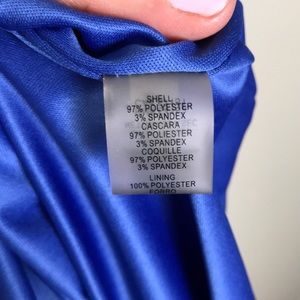 SHELL
97% POLYESTER
3% SPANDEX
CASCARA
97% POLIESTER
3% SPANDEX
COQUILLE
97% POLYESTER
3% SPANDEX
LINING
100% POLYESTER
FORRO